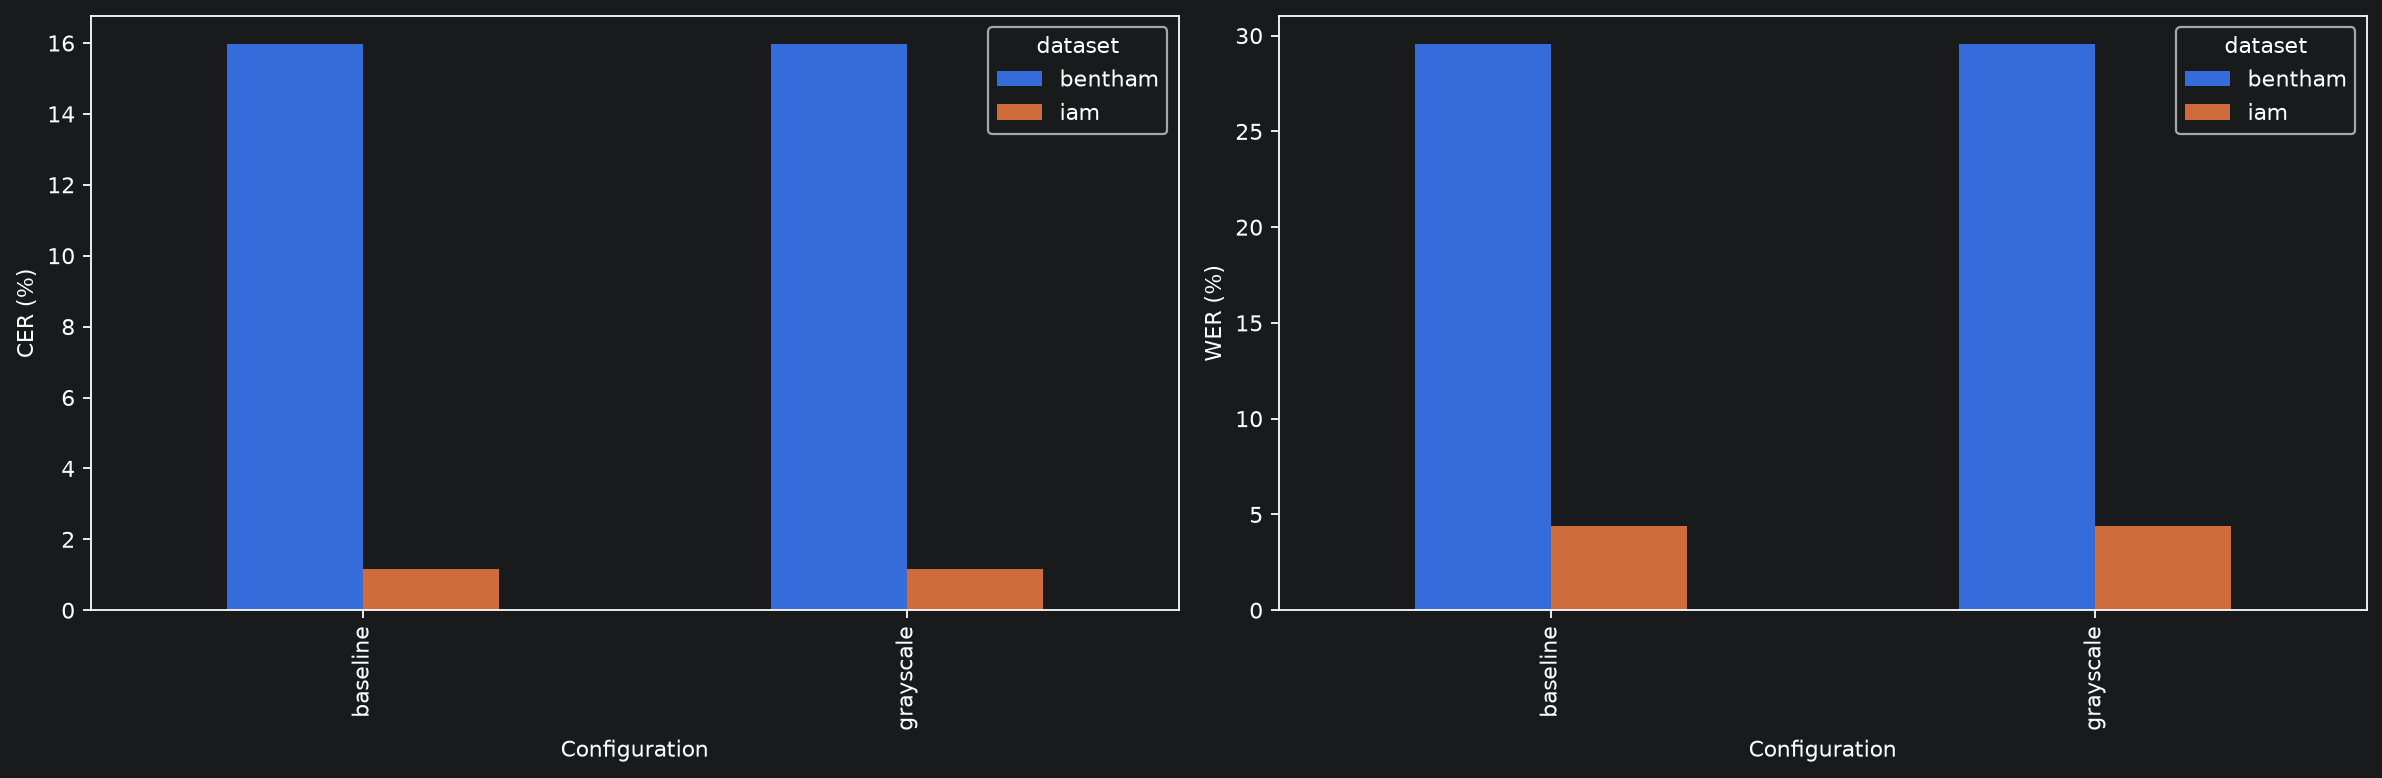 CER (%)
16
14
12
10
8
6
4
2
0
dataset
bentham
iam
baseline
grayscale
Configuration
WER (%)
30
25
20
15
10
5
0
dataset
bentham
iam
baseline
grayscale
Configuration